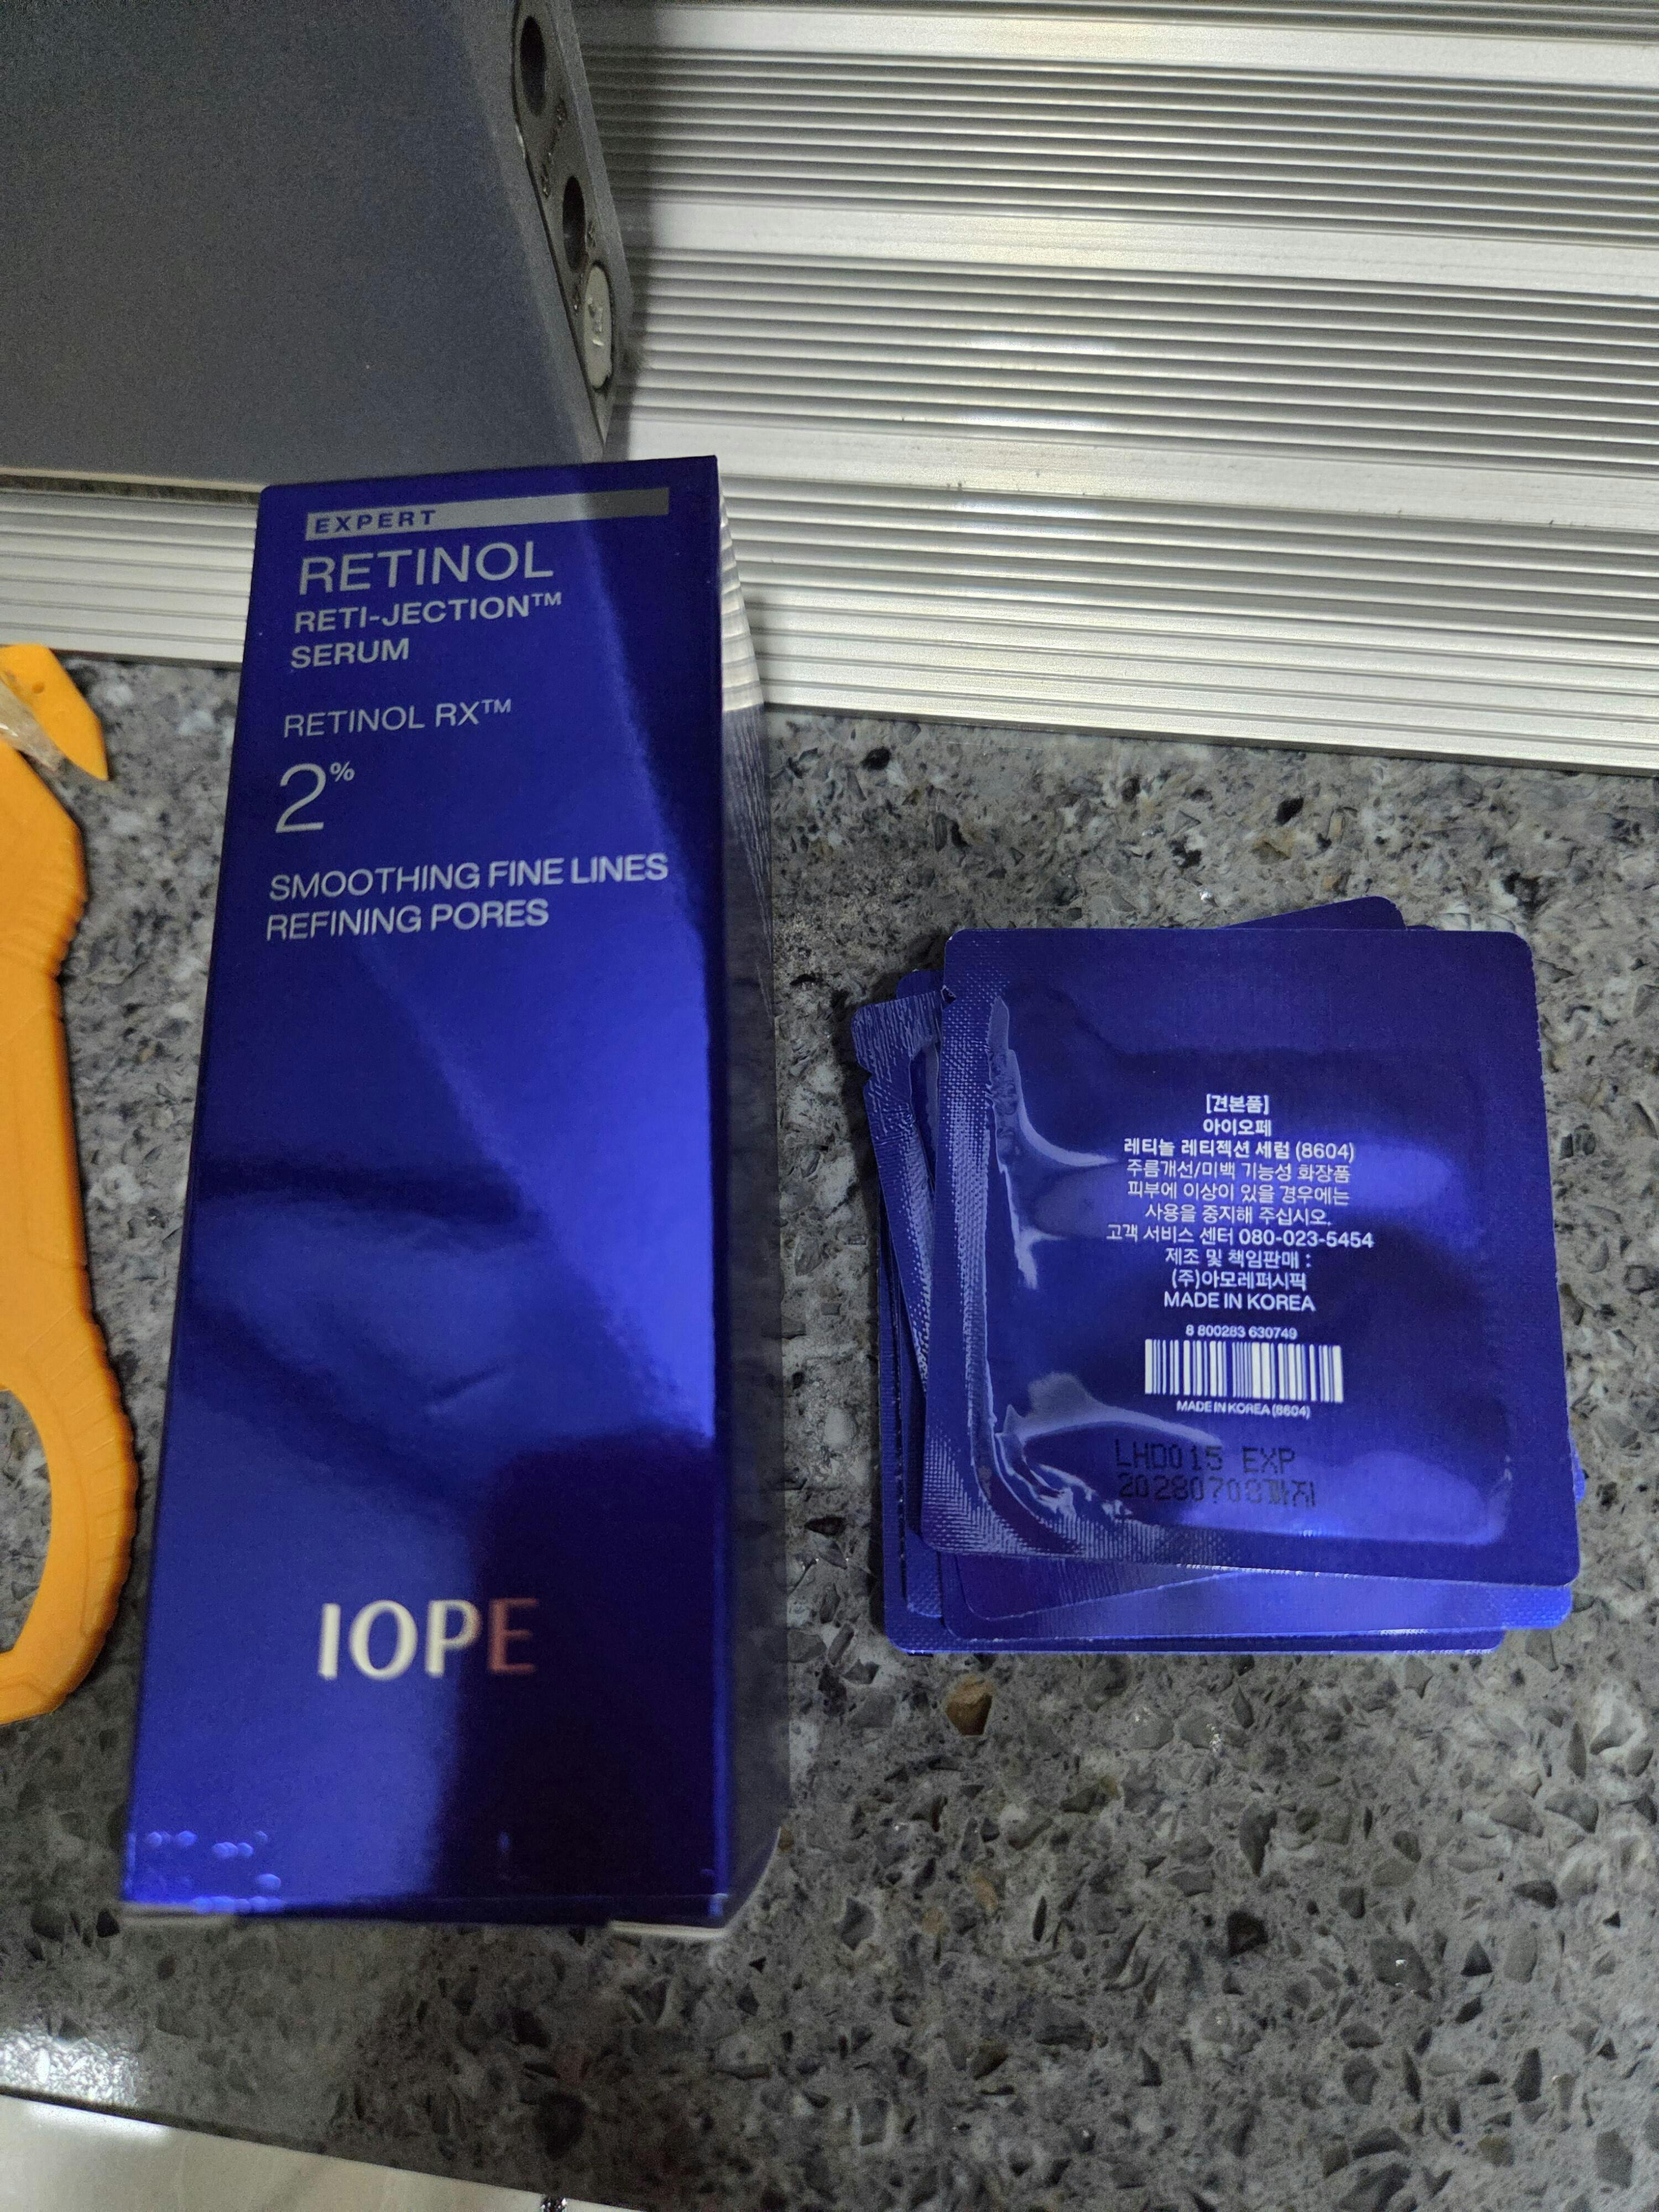 EXPERT
RETINOL
RETI-JECTION™
SERUM
RETINOL RX™
2%
SMOOTHING FINE LINES
REFINING PORES
IOPE
[견본품]
아이오페
레티놀 레티젝션 세럼 (8604)
주름개선/미백 기능성 화장품
피부에 이상이 있을 경우에는
사용을 중지해 주십시오.
고객 서비스 센터 080-023-5454
제조 및 책임판매 :
(주)아모레퍼시픽
MADE IN KOREA
8 800283 630749
MADE IN KOREA (8604)
LHD015 EXP
20280708까지